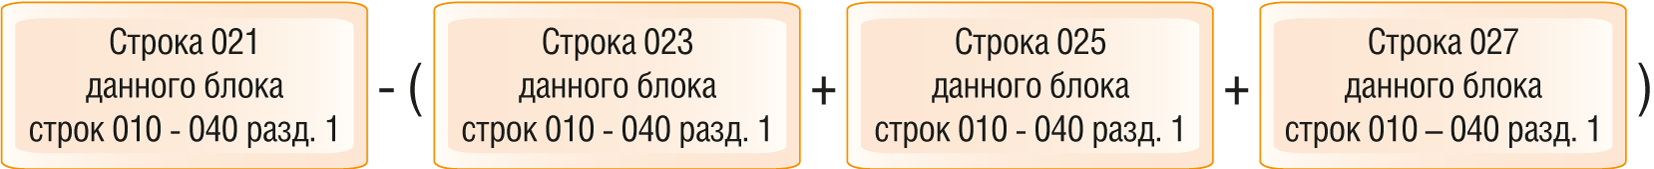 Строка 021
данного блока
строк 010 - 040 разд. 1
- (
Строка 023
данного блока
строк 010 - 040 разд. 1
+
Строка 025
данного блока
строк 010 - 040 разд. 1
+
Строка 027
данного блока
строк 010 – 040 разд. 1
)